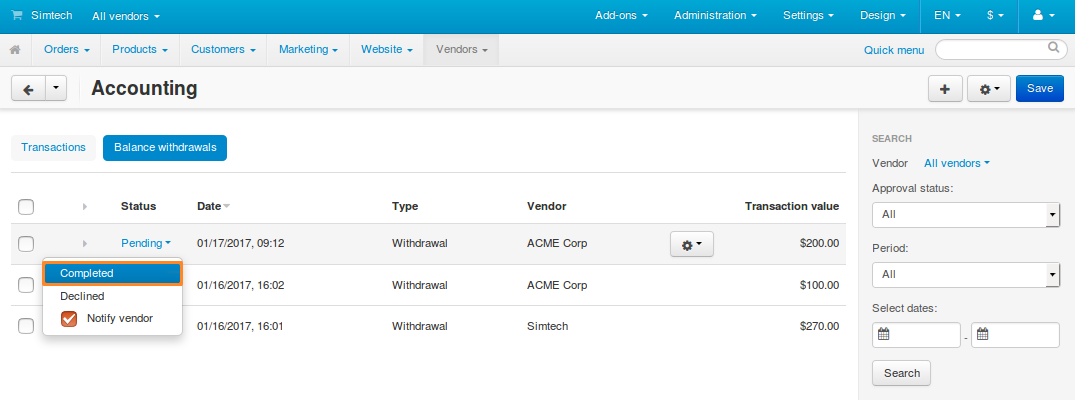 Simtech All vendors Add-ons Administration Settings Design EN $
Orders Products Customers Marketing Website Vendors Quick menu
Accounting Save
Transactions Balance withdrawals
Status Date Type Vendor Transaction value
Pending 01/17/2017, 09:12 Withdrawal ACME Corp $200.00
Completed
01/16/2017, 16:02 Withdrawal ACME Corp $100.00
Declined
Notify vendor
01/16/2017, 16:01 Withdrawal Simtech $270.00
SEARCH
Vendor All vendors
Approval status:
All
Period:
All
Select dates:
-
Search